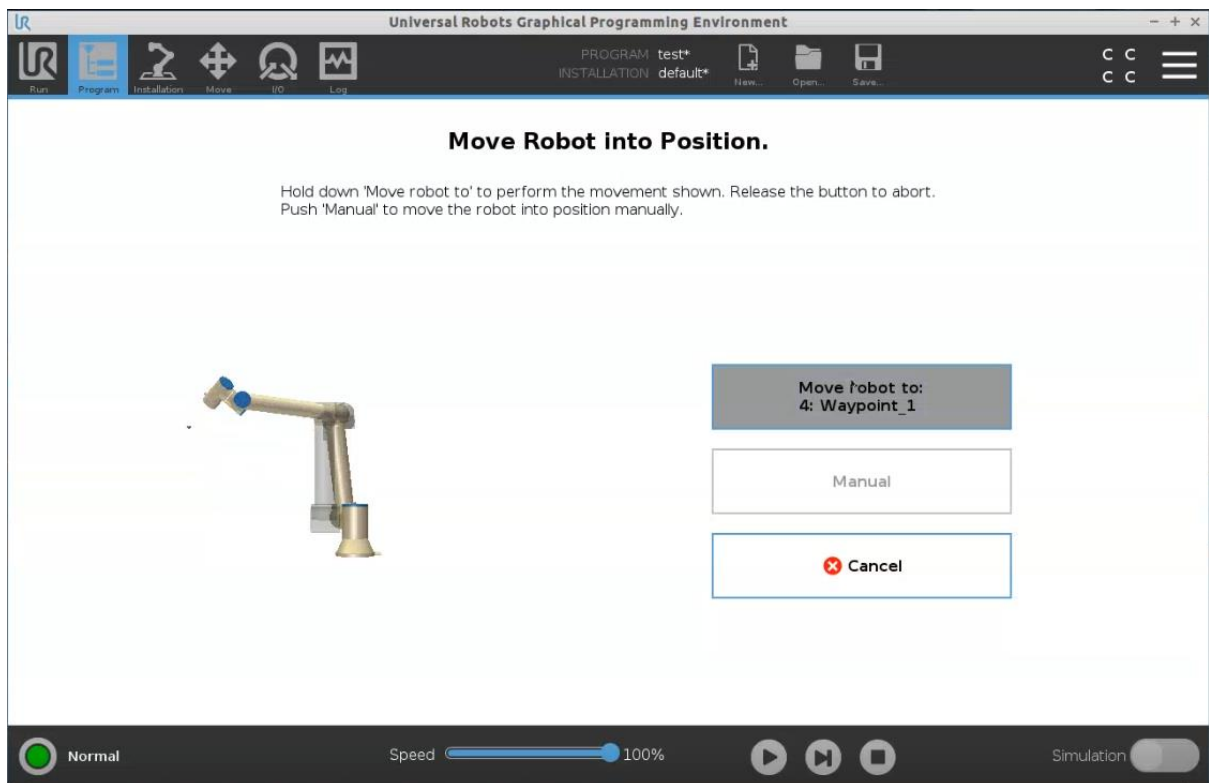 UR
Universal Robots Graphical Programming Environment
UR
Run
Program
Installation
Move
I/O
Log
PROGRAM test*
INSTALLATION default*
New...
Open...
Save...
C C
C C
Move Robot into Position.
Hold down 'Move robot to' to perform the movement shown. Release the button to abort.
Push 'Manual' to move the robot into position manually.
Move robot to:
4: Waypoint_1
Manual
Cancel
Normal
Speed
100%
Simulation